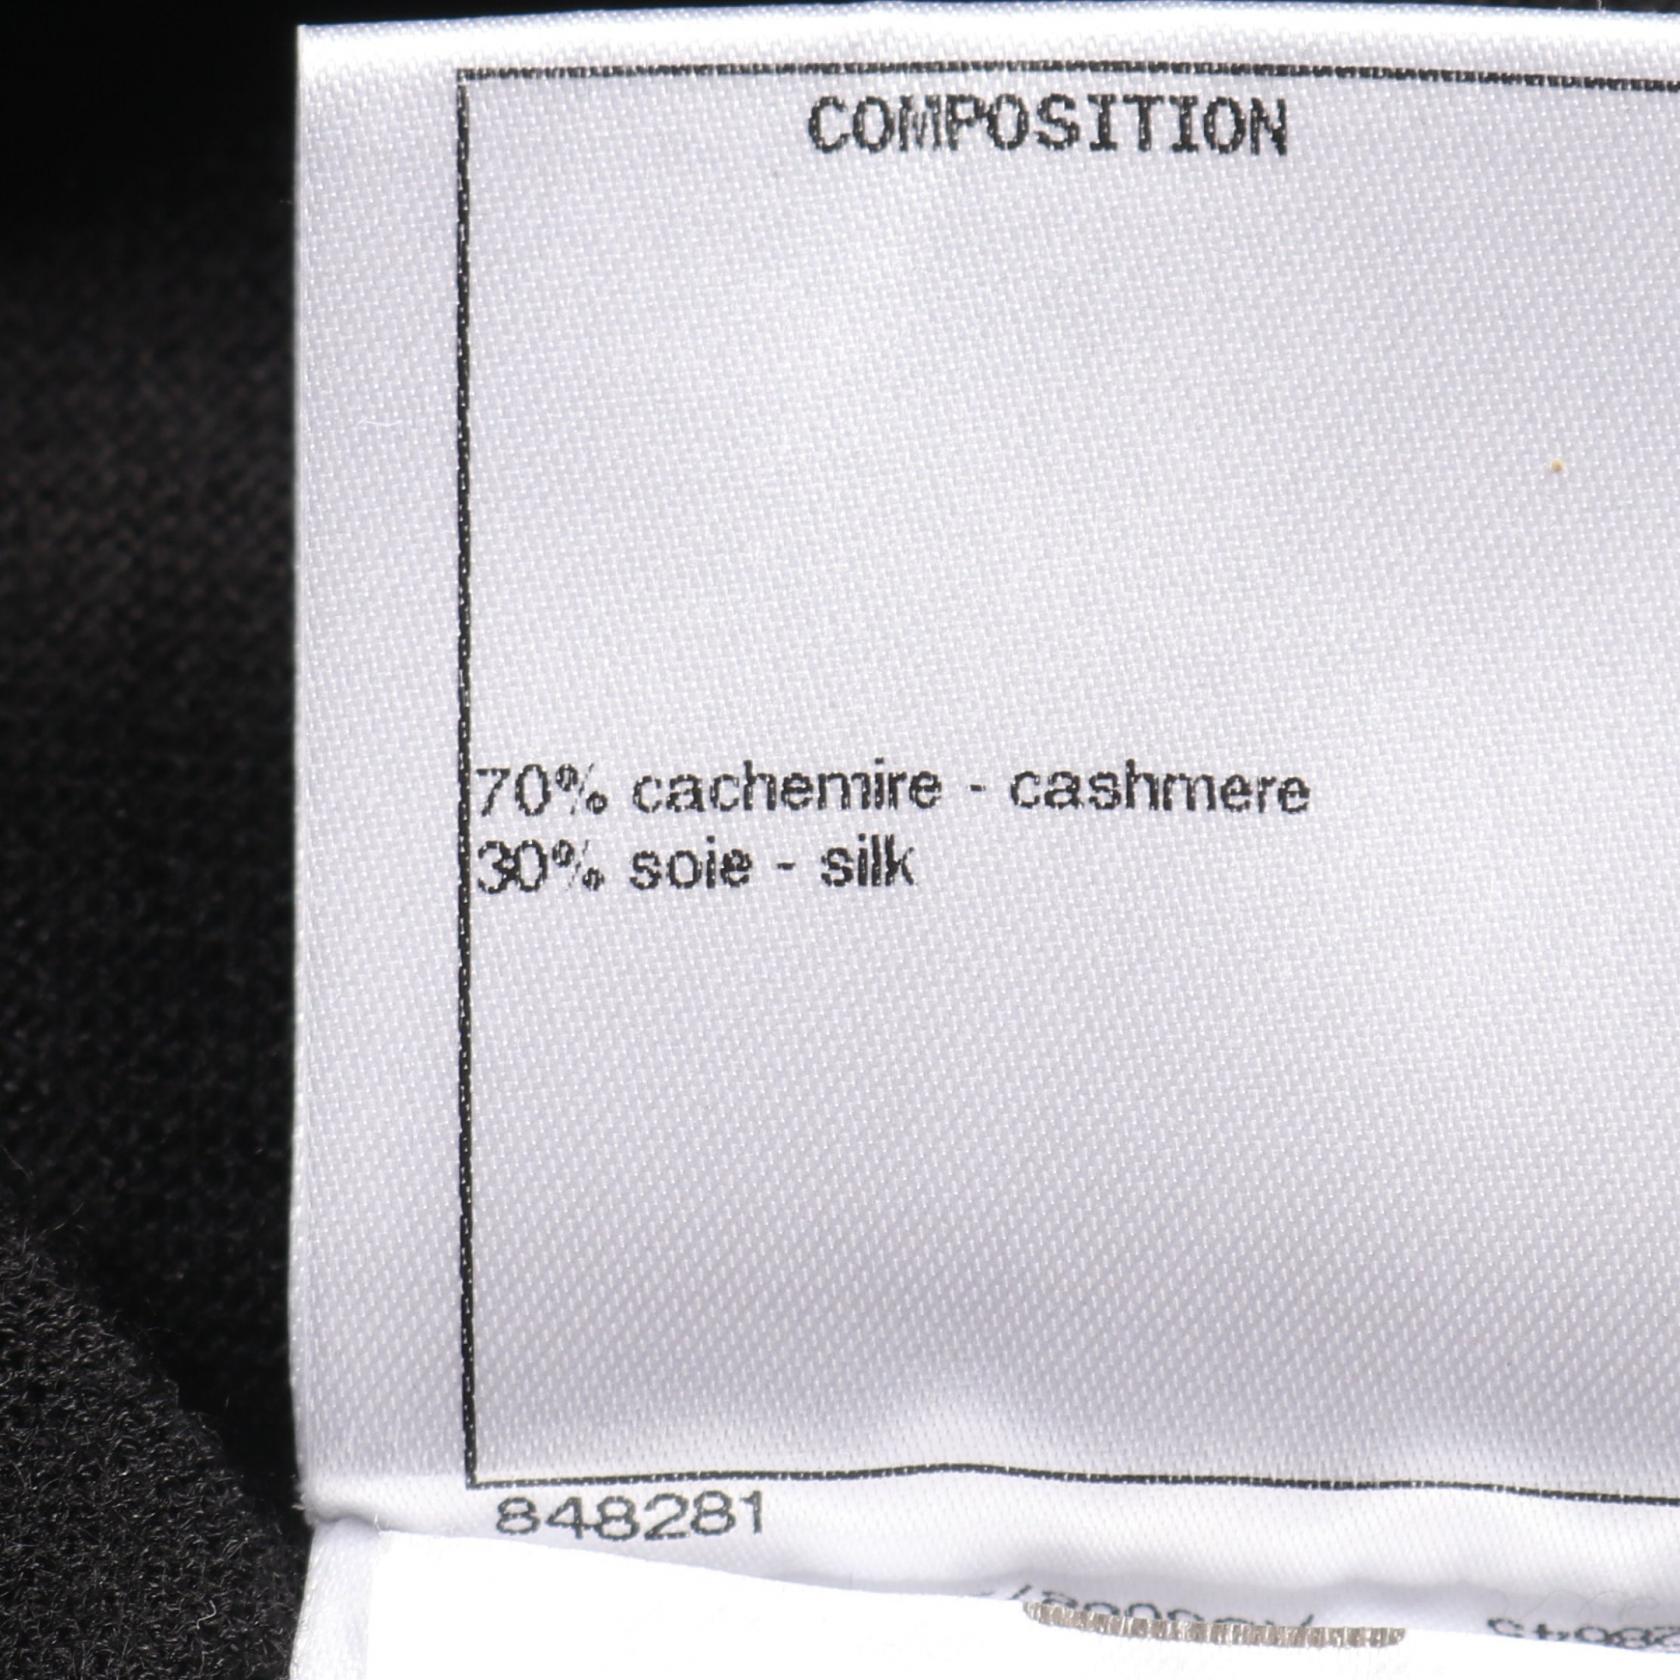 COMPOSITION
70% cachemire - cashmere
30% soie - silk
848281